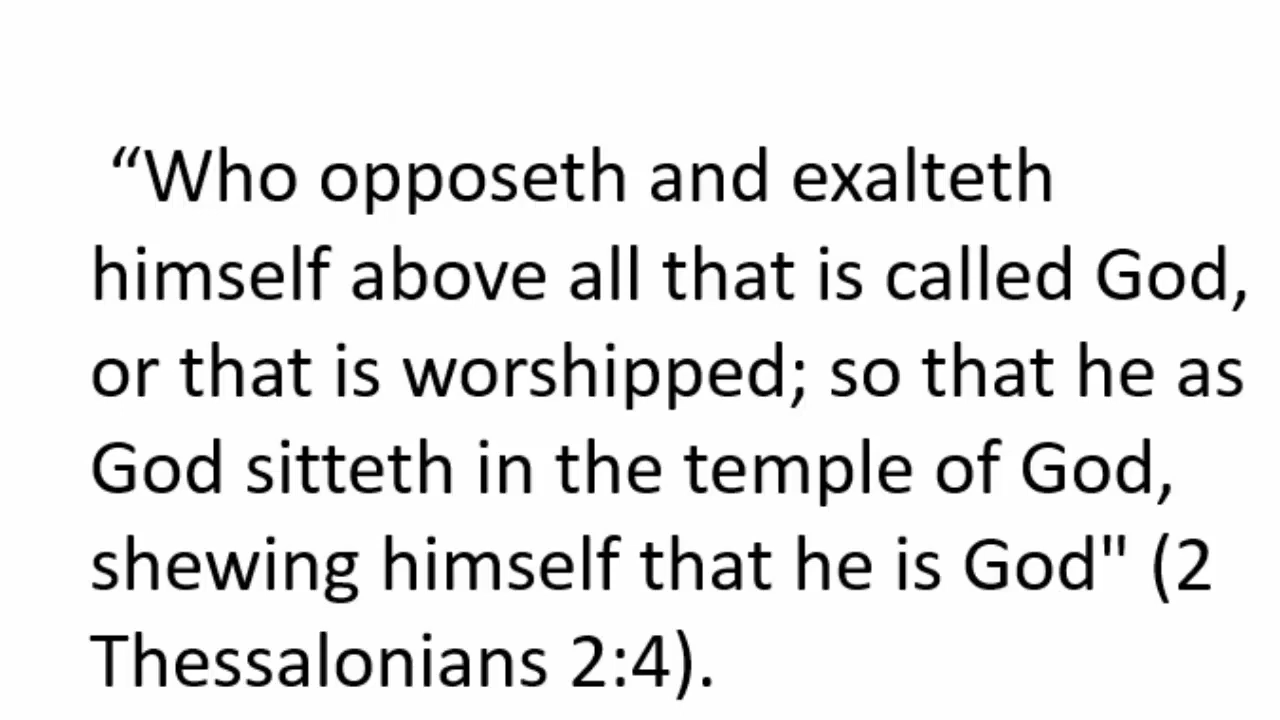 “Who opposeth and exalteth
himself above all that is called God,
or that is worshipped; so that he as
God sitteth in the temple of God,
shewing himself that he is God" (2
Thessalonians 2:4).